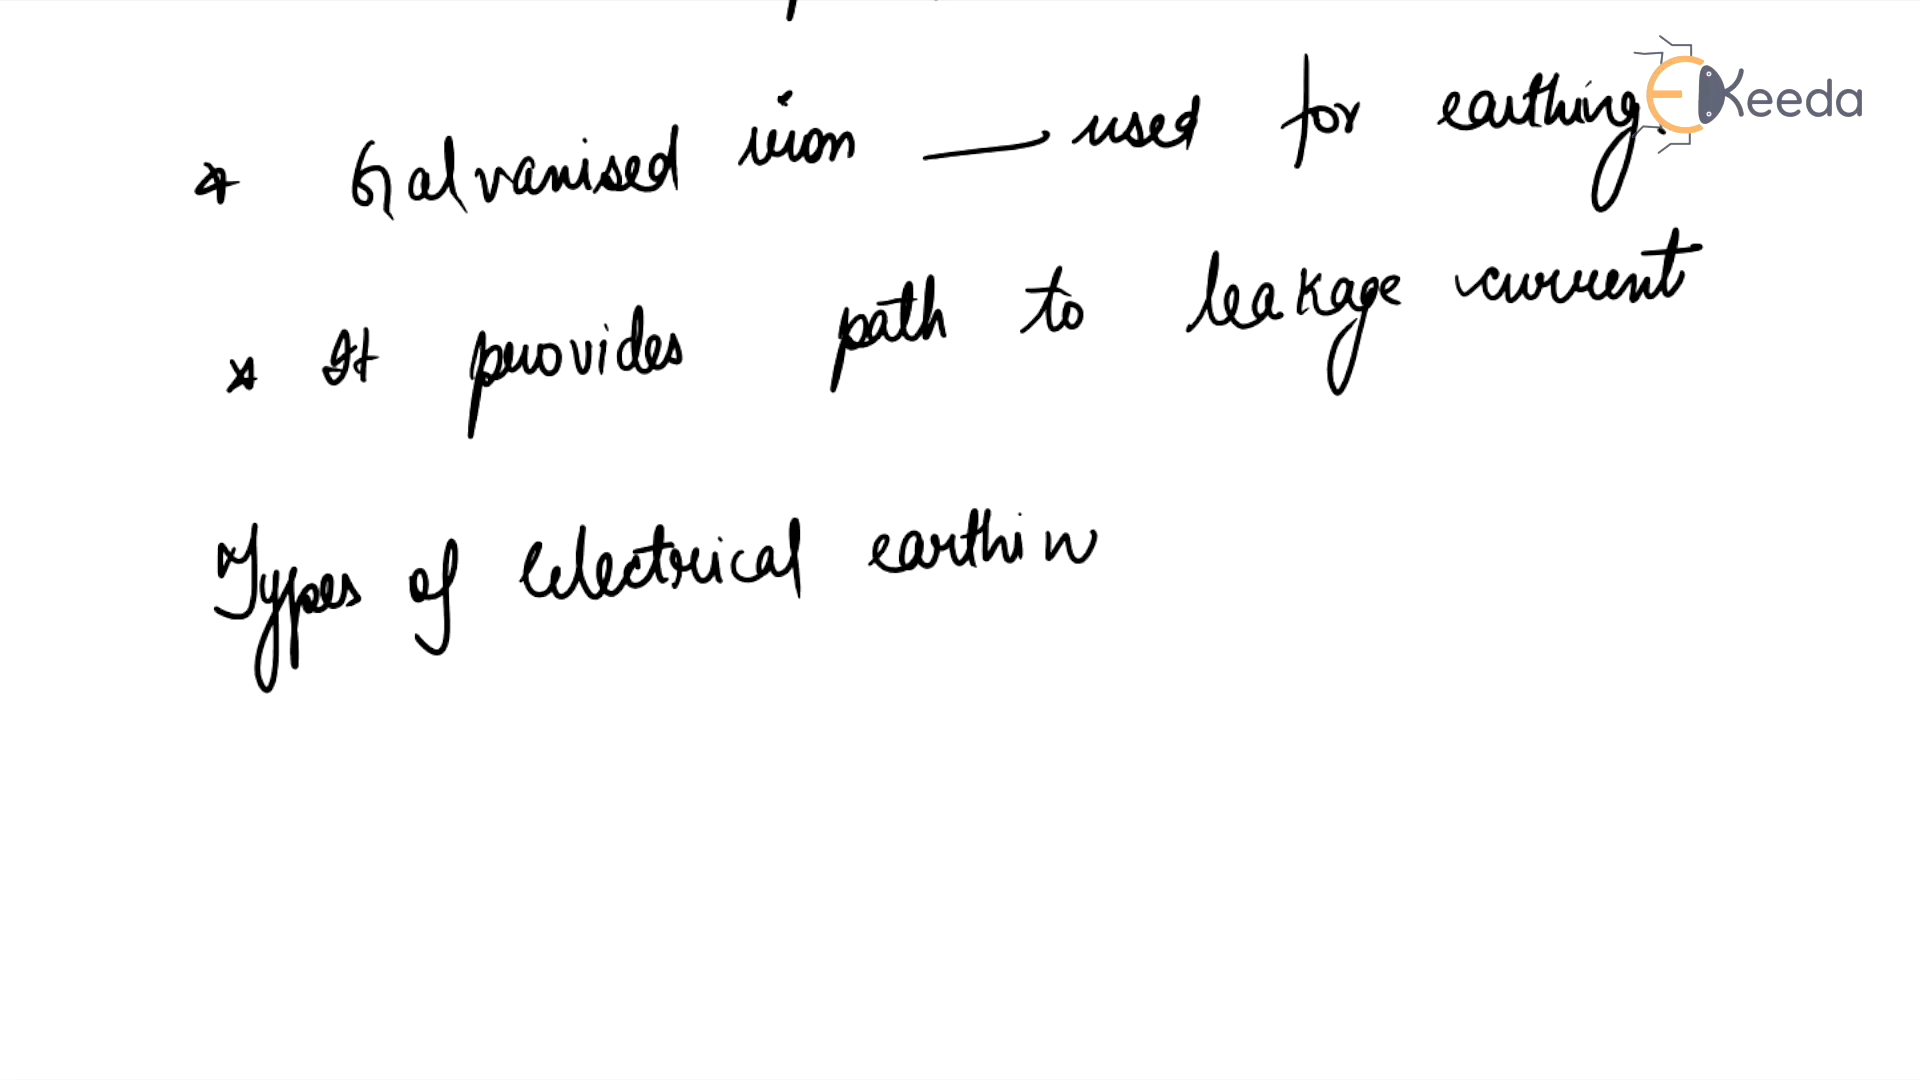 * Galvanised iron — used for earthing.
EKeeda
* It provides path to leakage current
Types of Electrical earthin